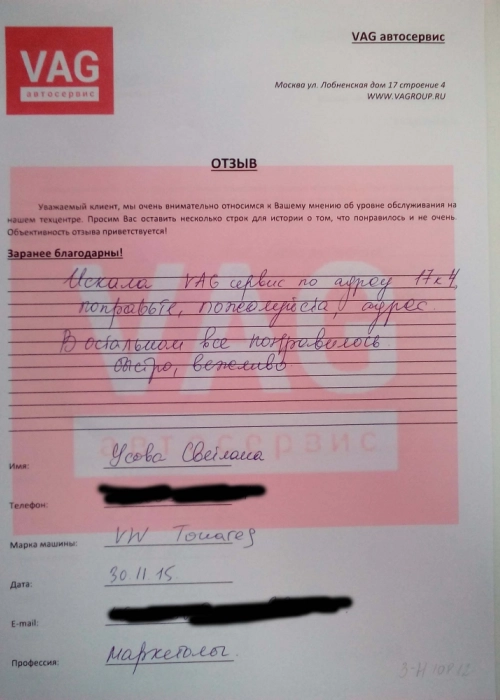 VAG
автосервис
VAG автосервис
Москва ул. Лобненская дом 17 строение 4
WWW.VAGROUP.RU
ОТЗЫВ
Уважаемый клиент, мы очень внимательно относимся к Вашему мнению об уровне обслуживания на
нашем техцентре. Просим Вас оставить несколько строк для истории о том, что понравилось и не очень.
Объективность отзыва приветствуется!
Заранее благодарны!
Искала VAG сервис по адресу 17к4,
поправьте, пожалуйста, адрес.
В остальном все понравилось
быстро, вежливо
VAG
автосервис
Имя: Усова Светлана
Телефон:
Марка машины: VW Touareg
Дата: 30 11 15
E-mail:
Профессия: маркетолог.